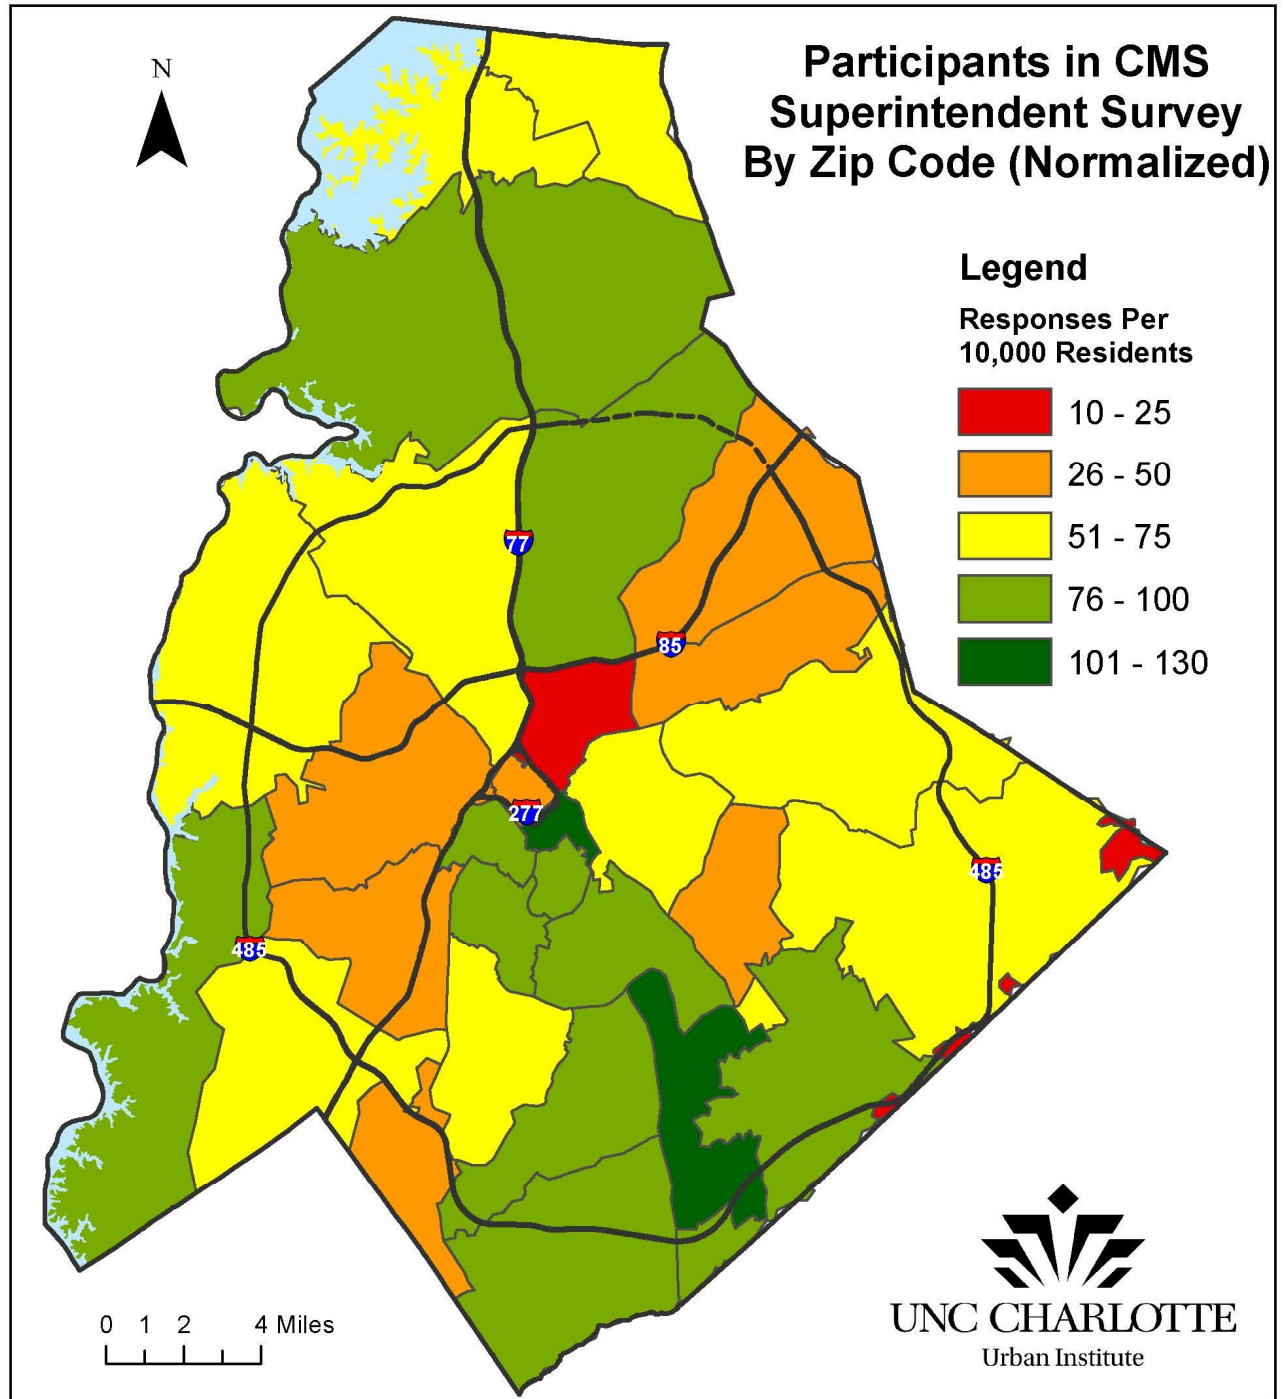 Participants in CMS
Superintendent Survey
By Zip Code (Normalized)
N
Legend
Responses Per
10,000 Residents
10 - 25
26 - 50
51 - 75
76 - 100
101 - 130
77
85
277
485
485
0 1 2 4 Miles
UNC CHARLOTTE
Urban Institute